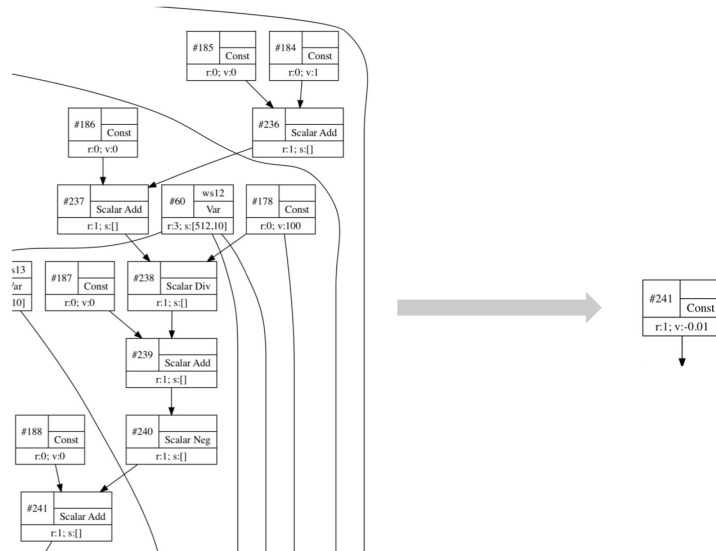 #185
Const
r:0; v:0
#184
Const
r:0; v:1
#186
Const
r:0; v:0
#236
Scalar Add
r:1; s:[]
#237
Scalar Add
r:1; s:[]
#60
ws12
Var
r:3; s:[512,10]
#178
Const
r:0; v:100
s13
Var
10]
#187
Const
r:0; v:0
#238
Scalar Div
r:1; s:[]
#241
Const
r:1; v:-0.01
#239
Scalar Add
r:1; s:[]
#188
Const
r:0; v:0
#240
Scalar Neg
r:1; s:[]
#241
Scalar Add
r:1; s:[]